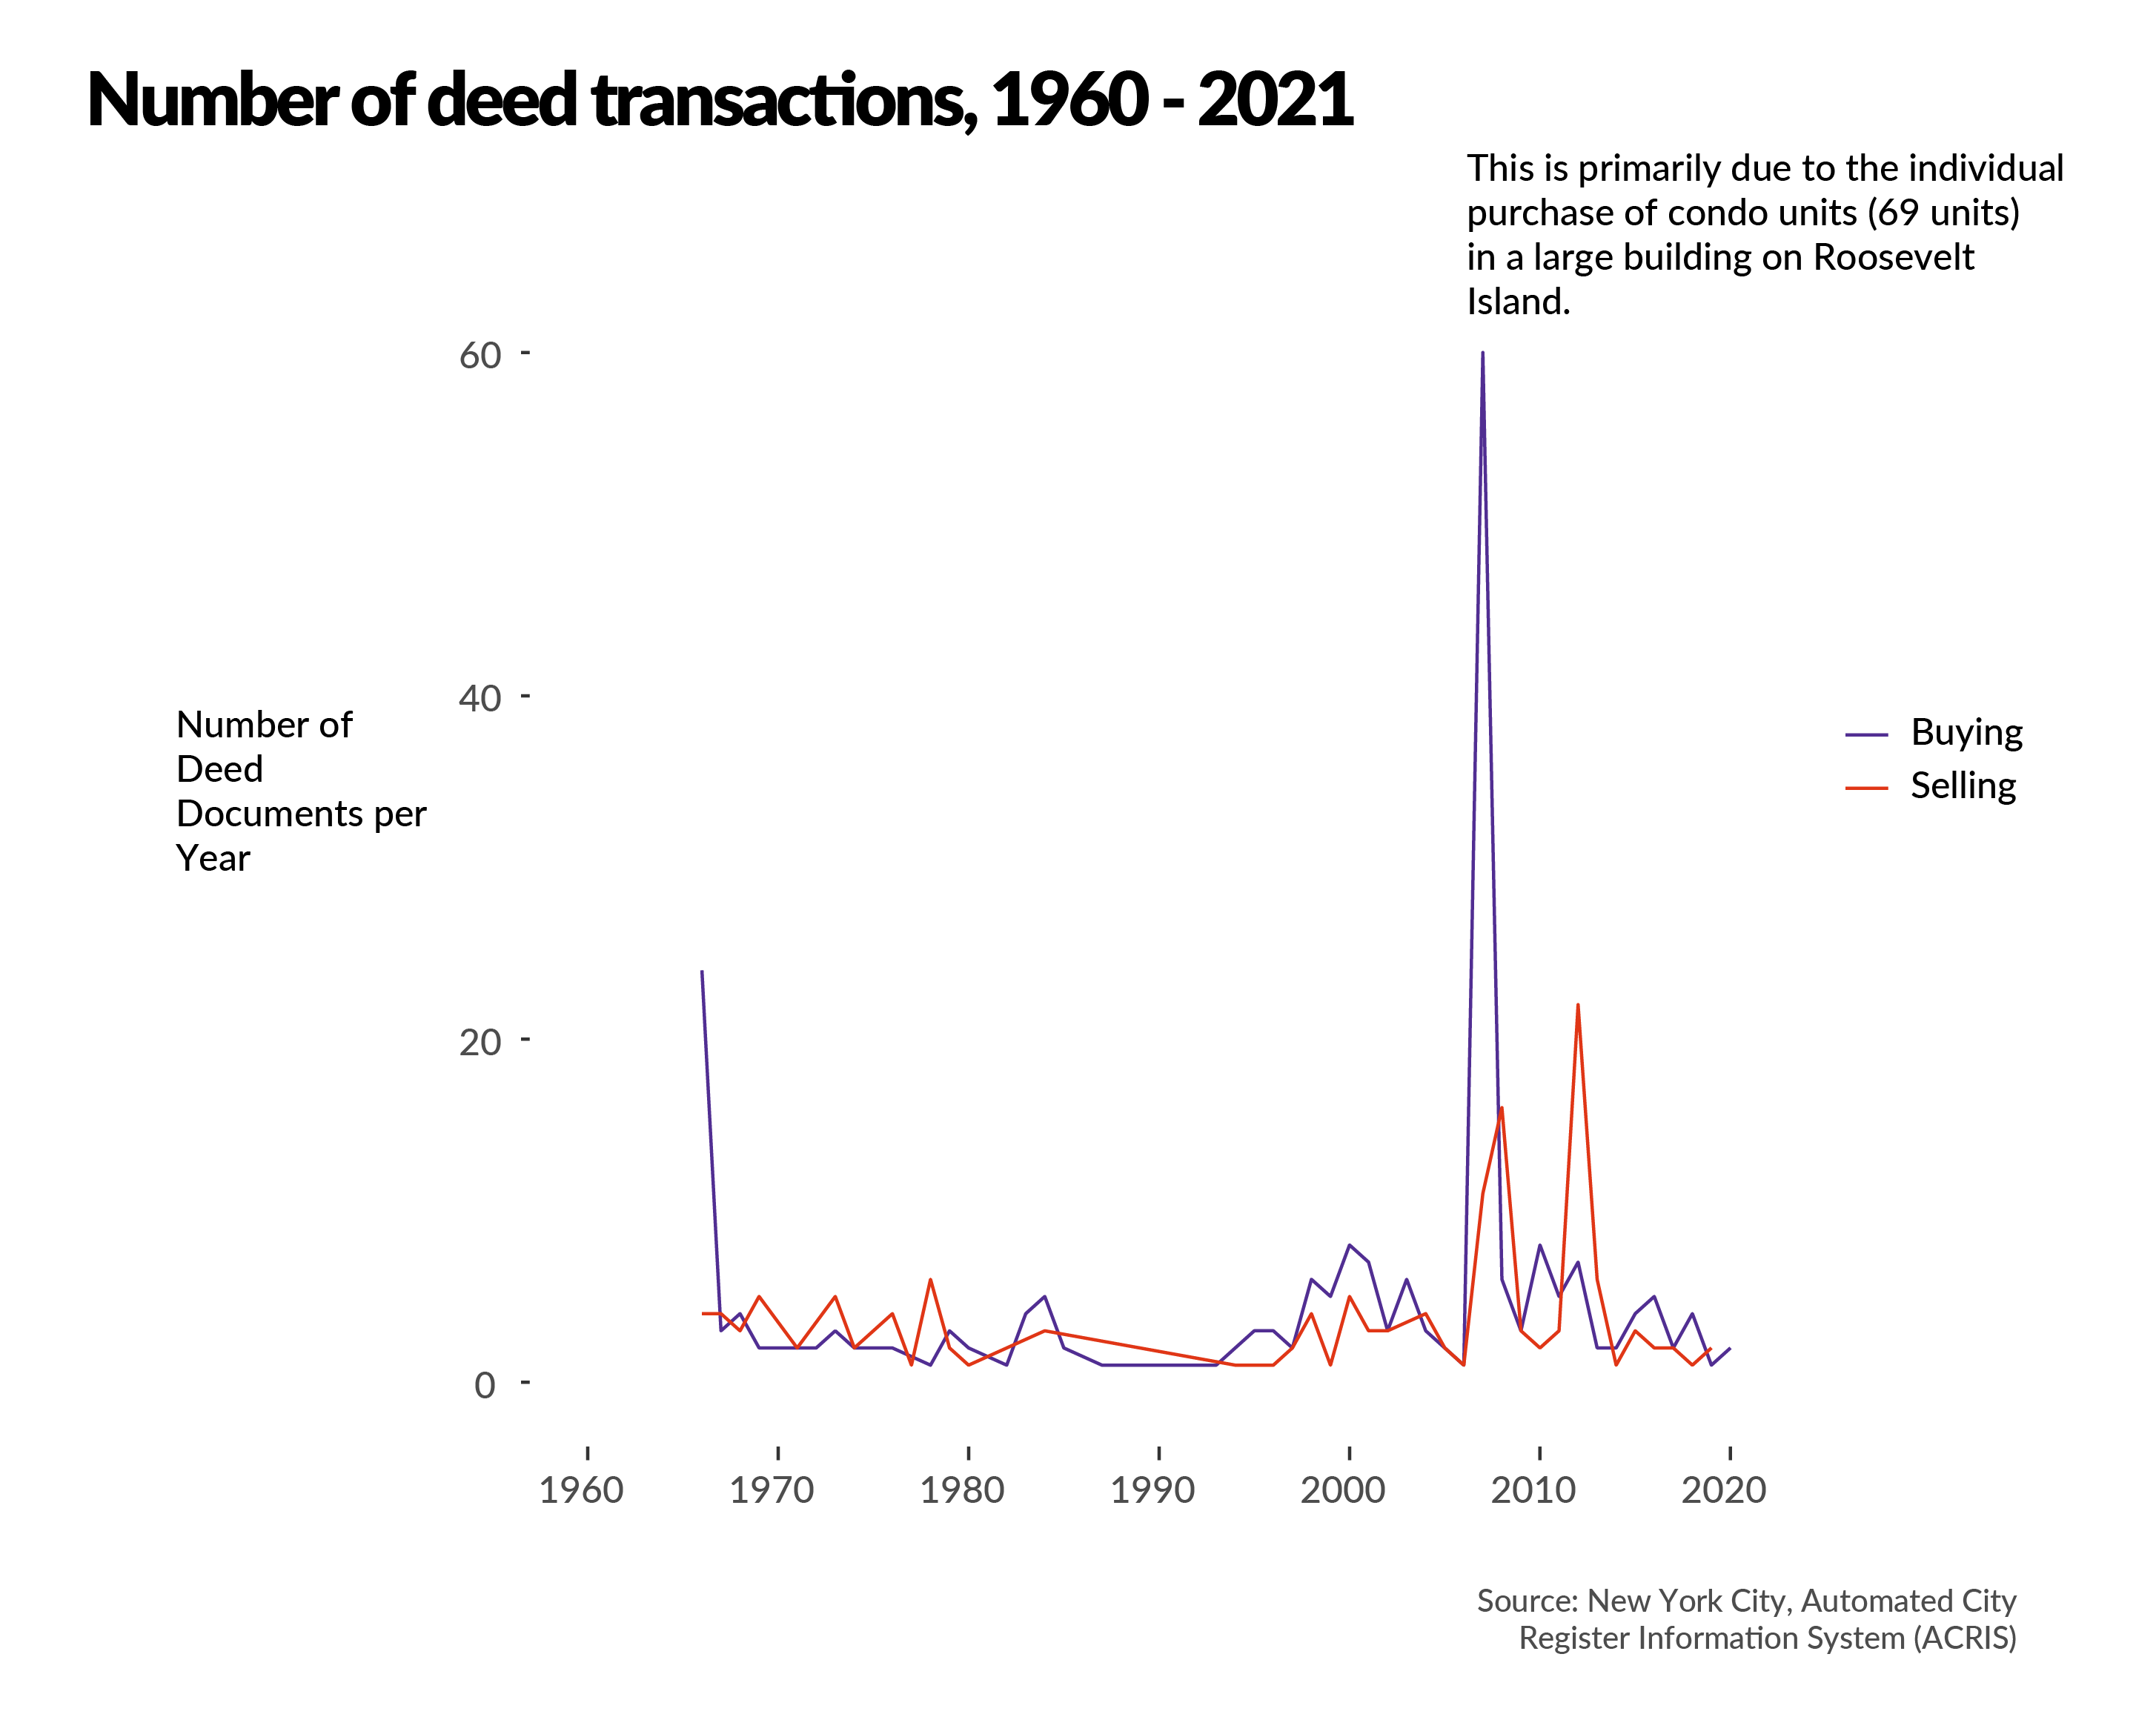 Number of deed transactions, 1960 - 2021
This is primarily due to the individual
purchase of condo units (69 units)
in a large building on Roosevelt
Island.
60
40
20
0
Number of
Deed
Documents per
Year
Buying
Selling
1960
1970
1980
1990
2000
2010
2020
Source: New York City, Automated City
Register Information System (ACRIS)